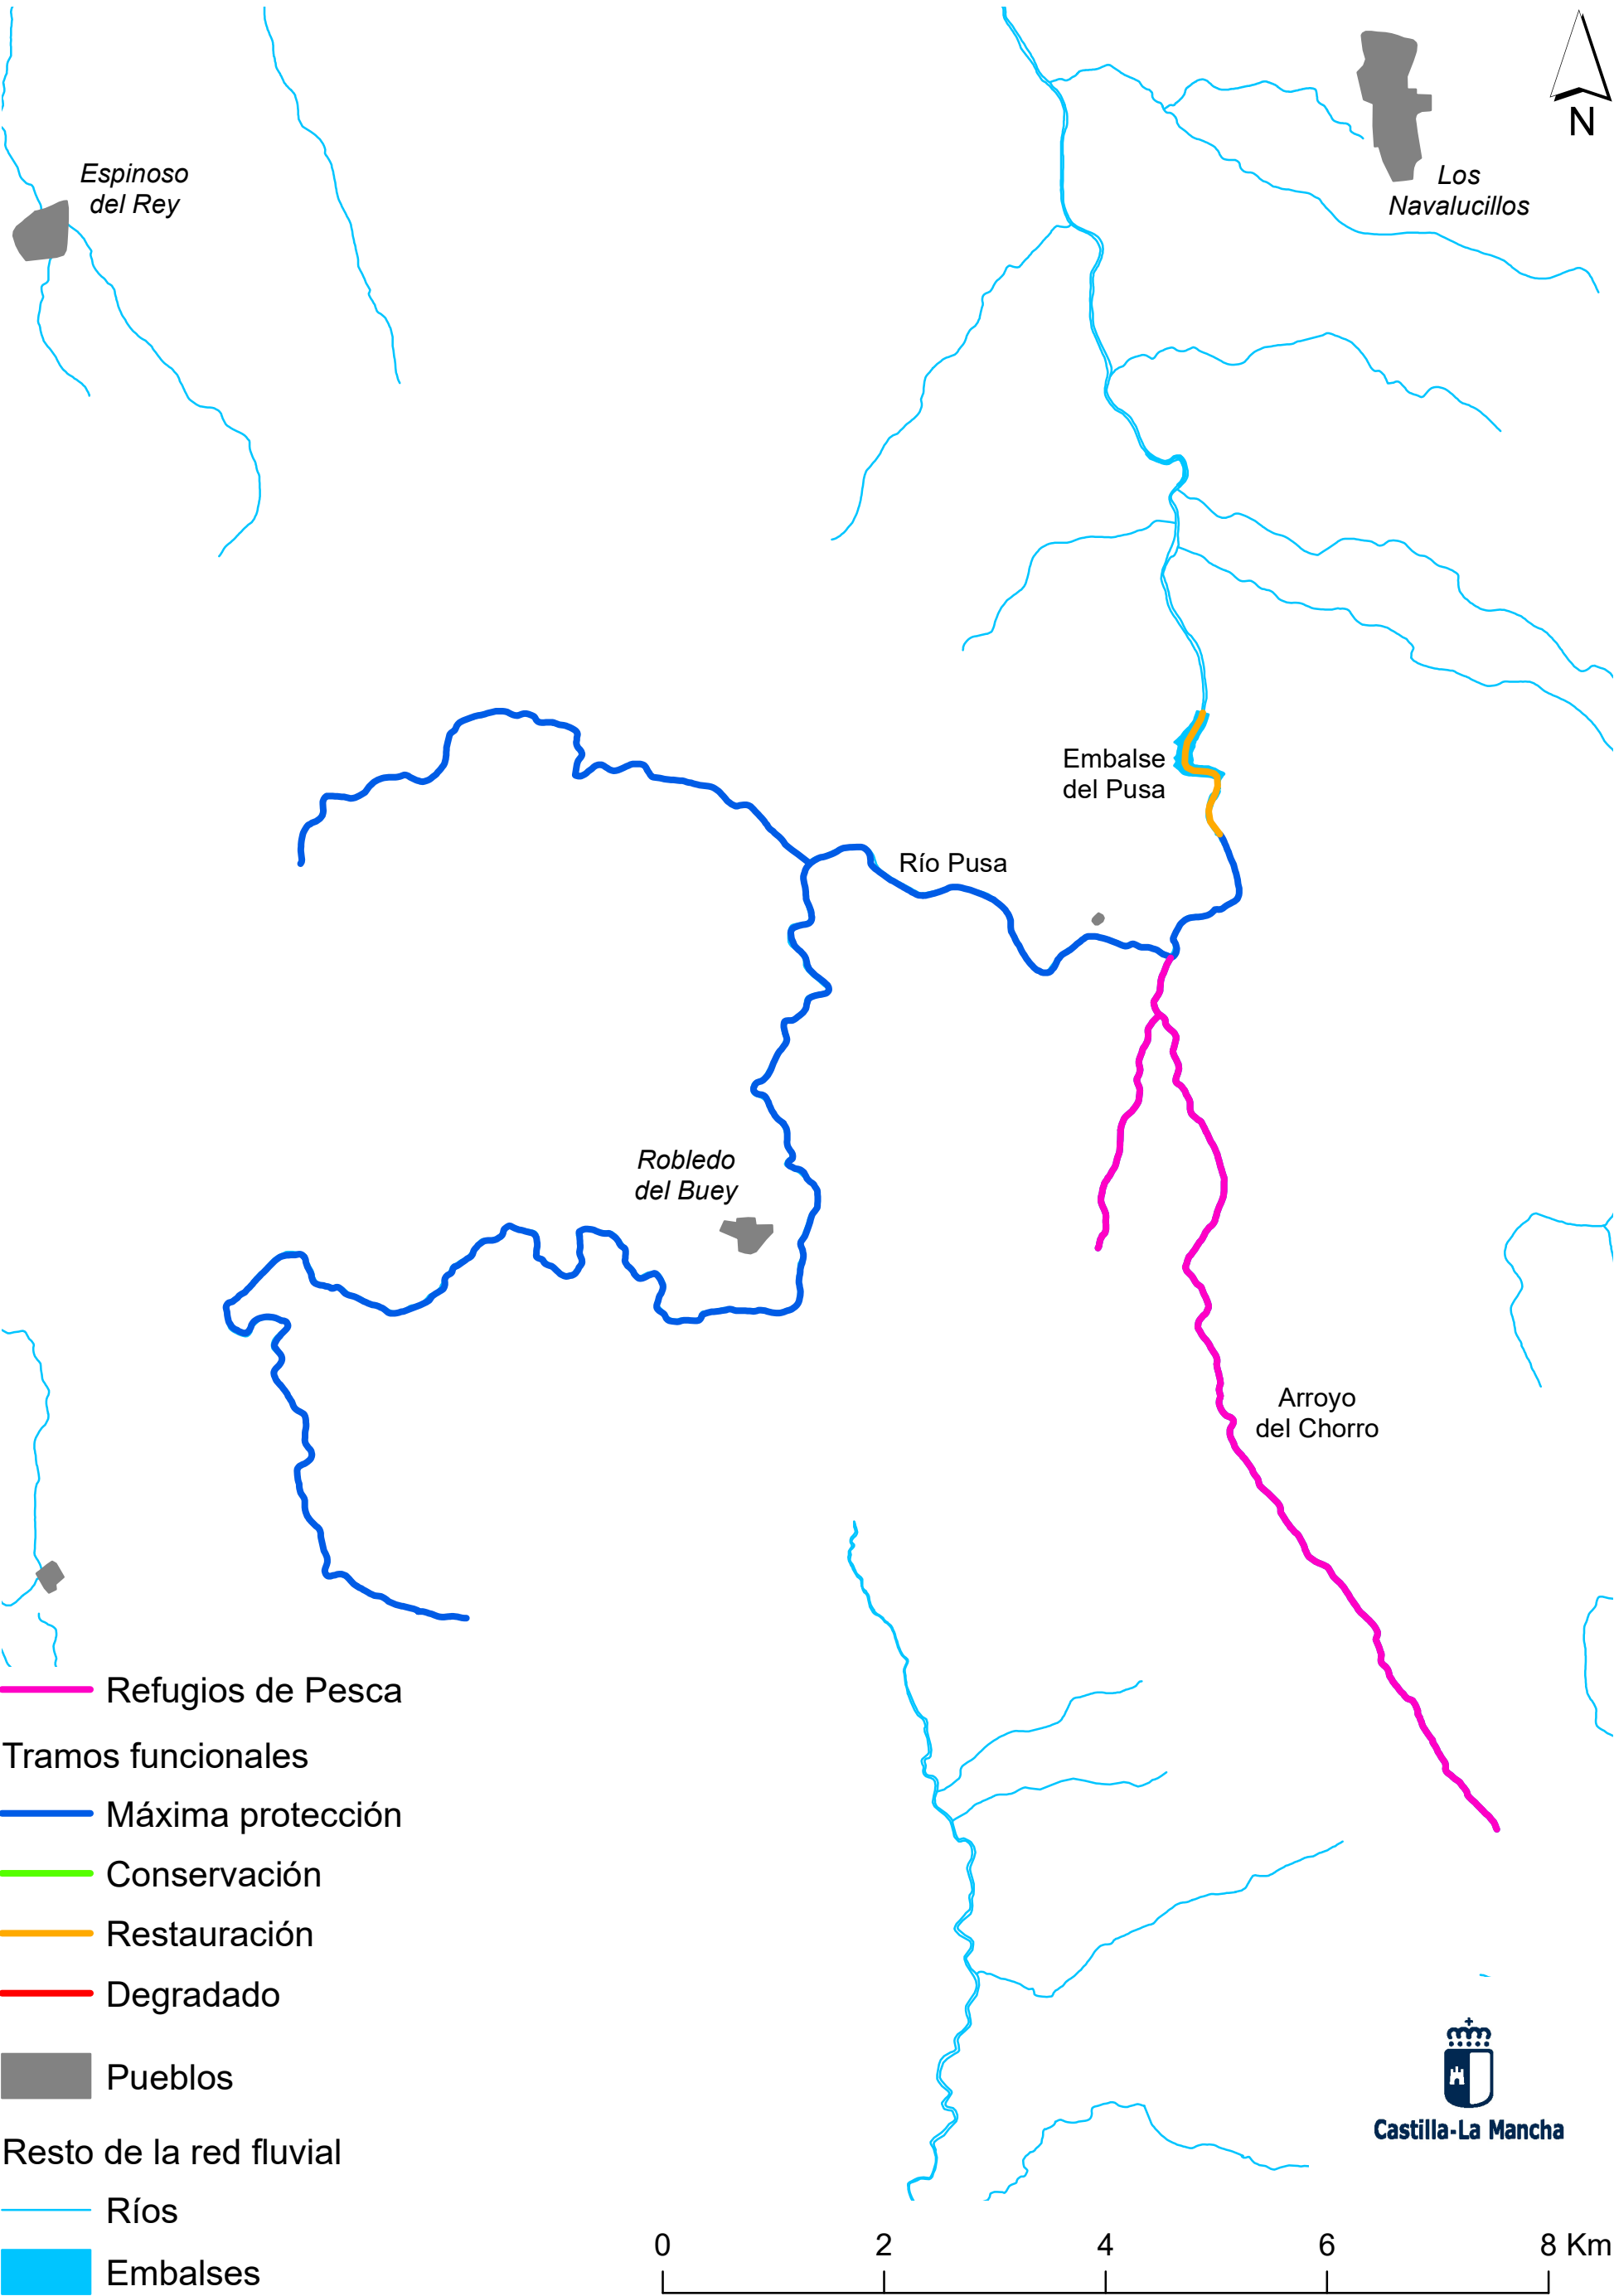 N
Espinoso
del Rey
Los
Navalucillos
Embalse
del Pusa
Río Pusa
Robledo
del Buey
Arroyo
del Chorro
Refugios de Pesca
Tramos funcionales
Máxima protección
Conservación
Restauración
Degradado
Pueblos
Resto de la red fluvial
Ríos
Embalses
Castilla-La Mancha
0 2 4 6 8 Km